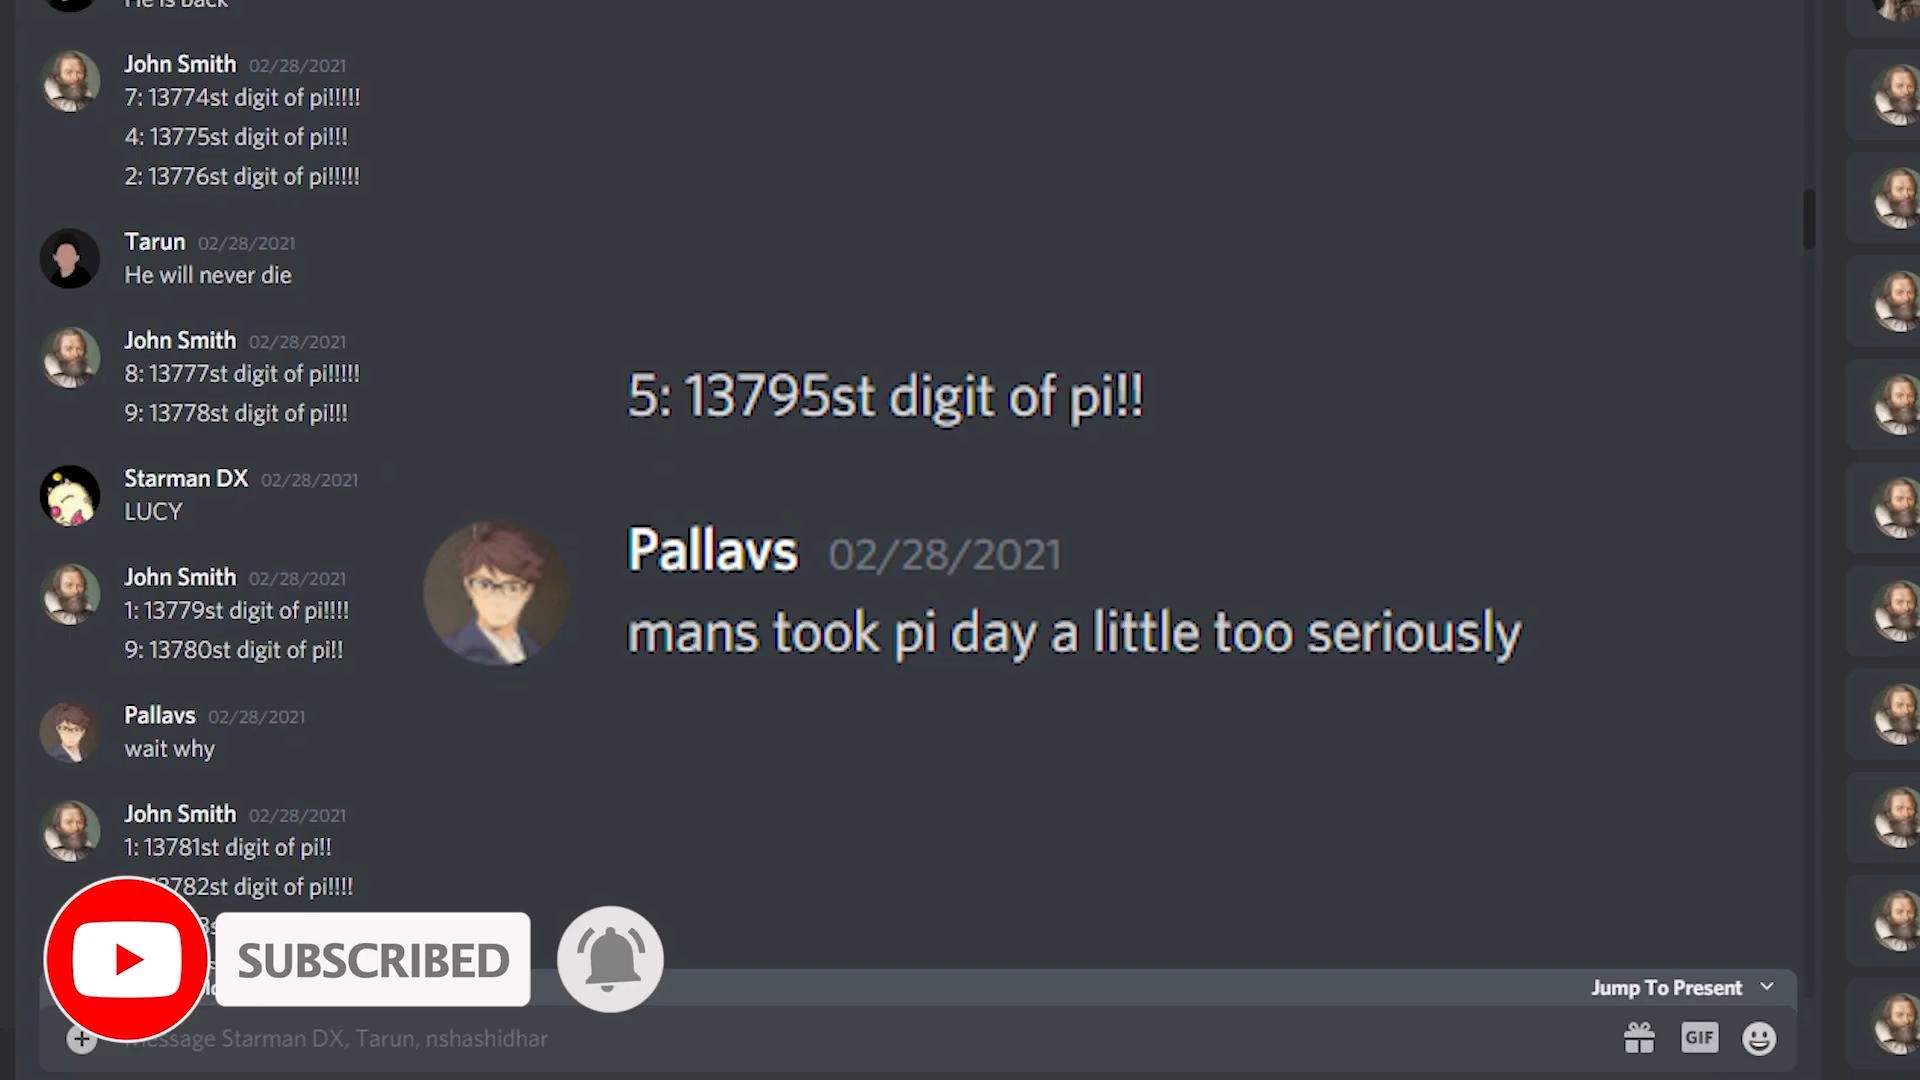 He is back
John Smith 02/28/2021
7: 13774st digit of pi!!!!!
4: 13775st digit of pi!!!
2: 13776st digit of pi!!!!!
Tarun 02/28/2021
He will never die
John Smith 02/28/2021
8: 13777st digit of pi!!!!!
9: 13778st digit of pi!!!
Starman DX 02/28/2021
LUCY
John Smith 02/28/2021
1: 13779st digit of pi!!!!
9: 13780st digit of pi!!
Pallavs 02/28/2021
wait why
John Smith 02/28/2021
1: 13781st digit of pi!!
13782st digit of pi!!!!
5: 13795st digit of pi!!
Pallavs 02/28/2021
mans took pi day a little too seriously
SUBSCRIBED
Jump To Present
Message Starman DX, Tarun, nshashidhar
GIF